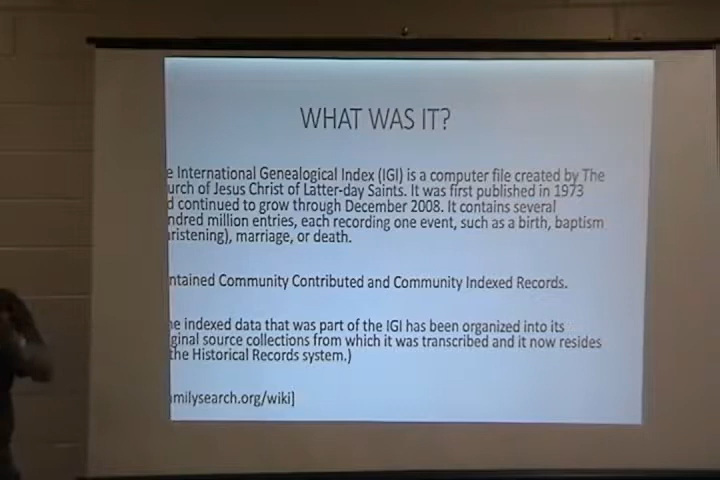 WHAT WAS IT?
e International Genealogical Index (IGI) is a computer file created by The
urch of Jesus Christ of Latter-day Saints. It was first published in 1973
d continued to grow through December 2008. It contains several
ndred million entries, each recording one event, such as a birth, baptism
ristening), marriage, or death.
ntained Community Contributed and Community Indexed Records.
e indexed data that was part of the IGI has been organized into its
ginal source collections from which it was transcribed and it now resides
the Historical Records system.)
milysearch.org/wiki]